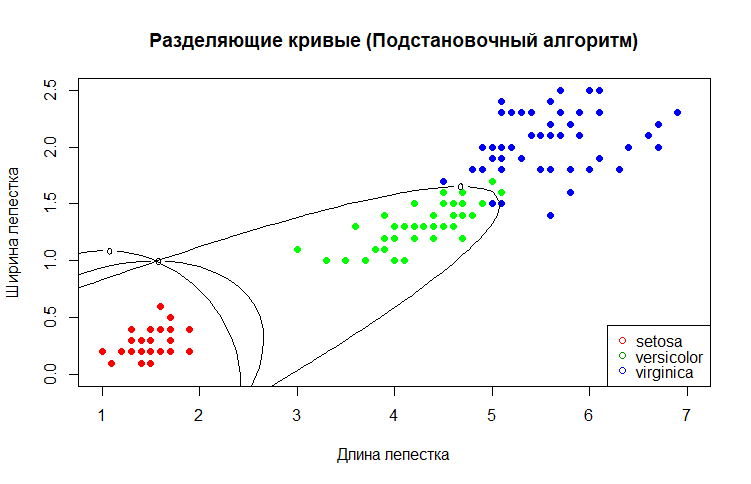 Разделяющие кривые (Подстановочный алгоритм)
Ширина лепестка
2.5
2.0
1.5
1.0
0.5
0.0
0
0
0
setosa
versicolor
virginica
1 2 3 4 5 6 7
Длина лепестка